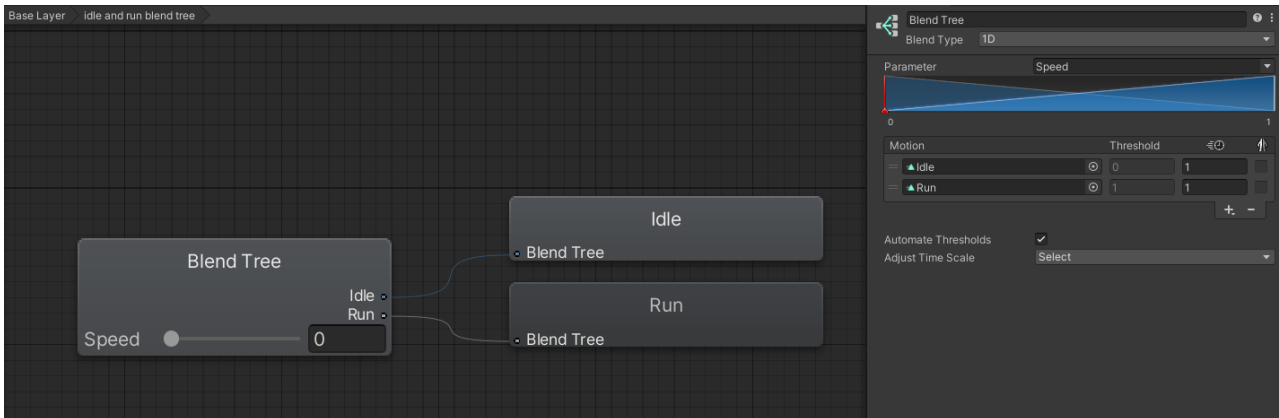 Base Layer idle and run blend tree
Idle
Blend Tree
Blend Tree
Idle
Run
Speed 0
Run
Blend Tree
Blend Tree
Blend Type 1D
Parameter Speed
0 1
Motion Threshold
Idle 0 1
Run 1 1
+ -
Automate Thresholds
Adjust Time Scale Select